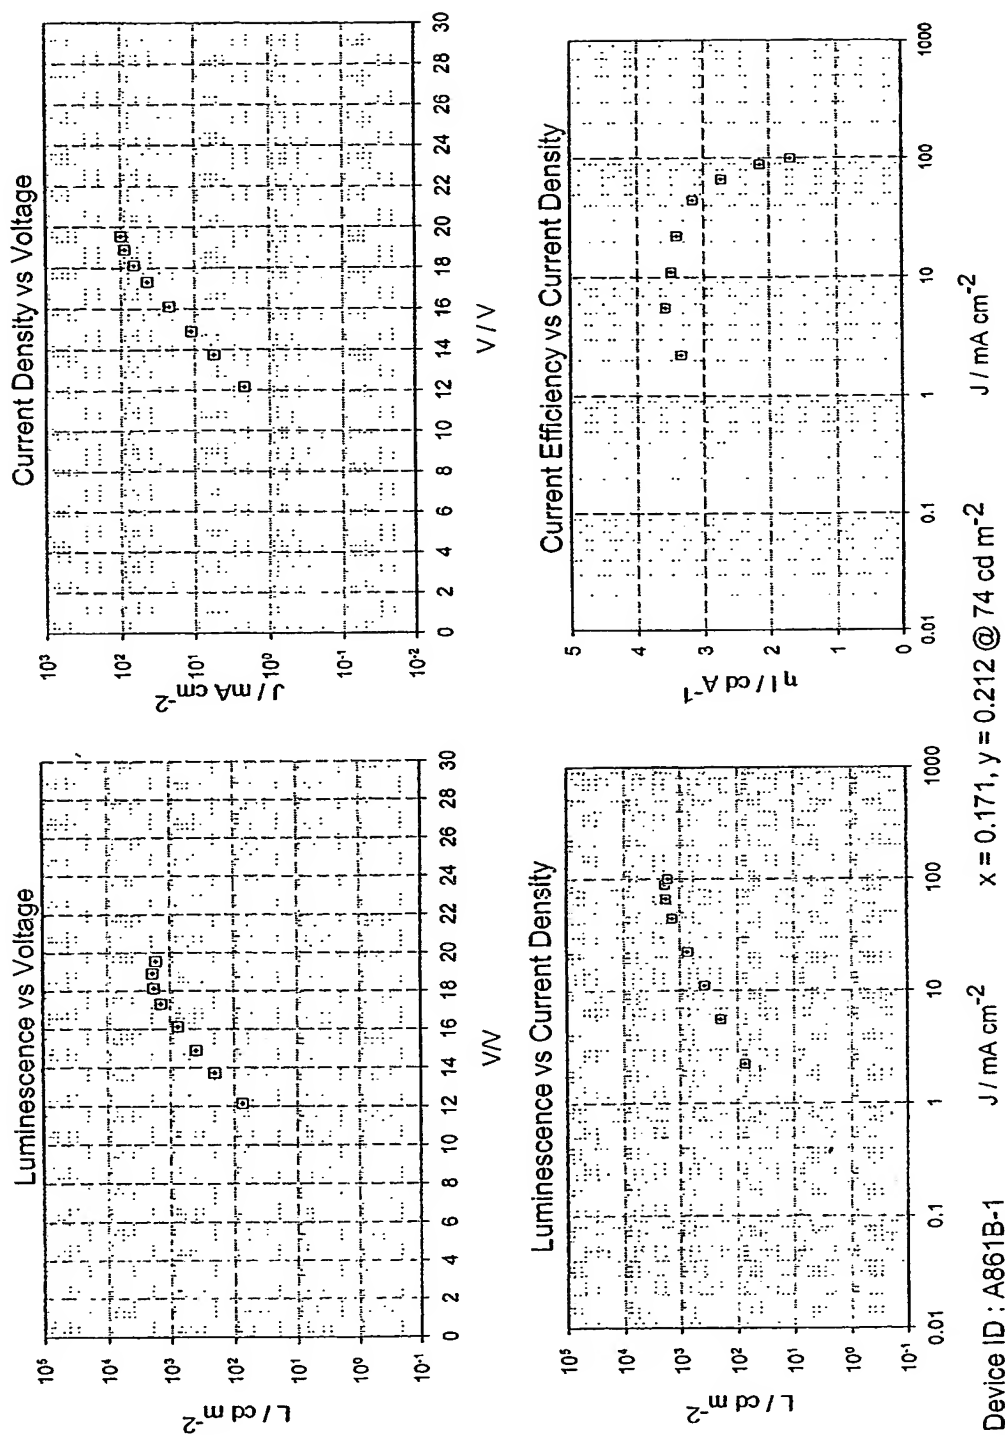 Luminescence vs Voltage
L / cd m-2
10⁵
10⁴
10³
10²
10¹
10⁰
10-¹
0 2 4 6 8 10 12 14 16 18 20 22 24 26 28 30
V/V
Current Density vs Voltage
J / mA cm-2
10³
10²
10¹
10⁰
10-¹
10-²
0 2 4 6 8 10 12 14 16 18 20 22 24 26 28 30
V / V
Luminescence vs Current Density
L / cd m-2
10⁵
10⁴
10³
10²
10¹
10⁰
10-¹
0.01 0.1 1 10 100 1000
J / mA cm-2
Current Efficiency vs Current Density
η I / cd A-1
5
4
3
2
1
0
0.01 0.1 1 10 100 1000
J / mA cm-2
Device ID : A861B-1
x = 0.171, y = 0.212 @ 74 cd m-2